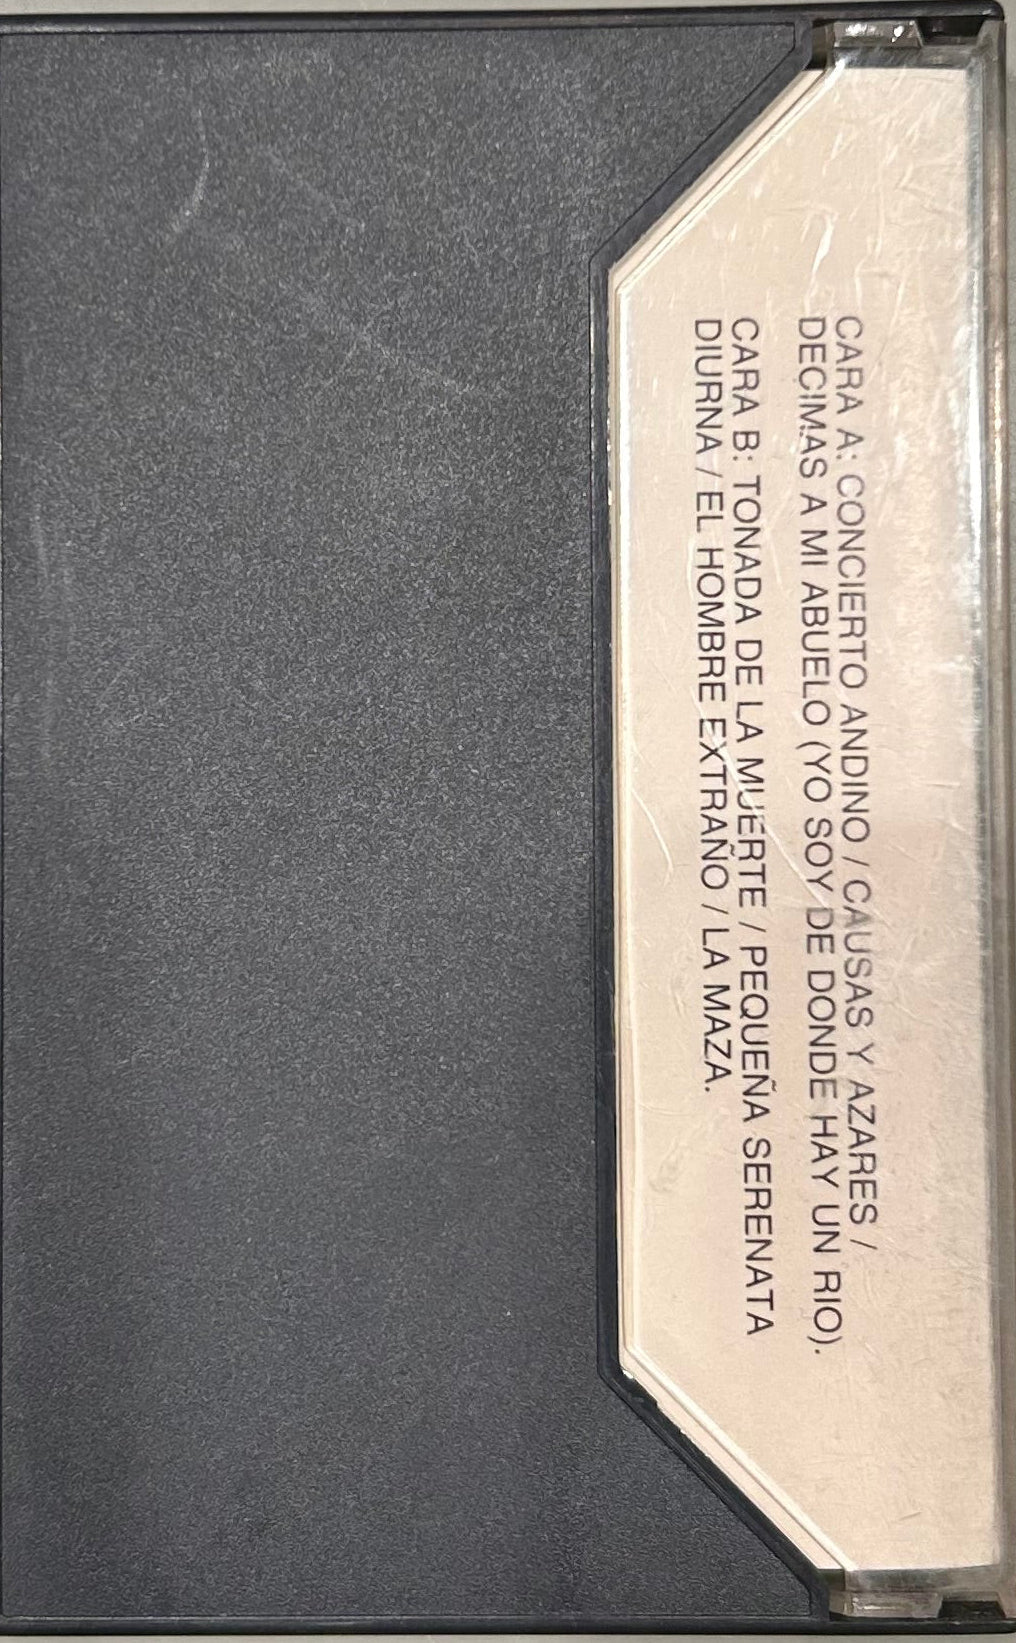 CARA A: CONCIERTO ANDINO / CAUSAS Y AZARES /
DECIMAS A MI ABUELO (YO SOY DE DONDE HAY UN RIO).
CARA B: TONADA DE LA MUERTE / PEQUEÑA SERENATA
DIURNA / EL HOMBRE EXTRAÑO / LA MAZA.